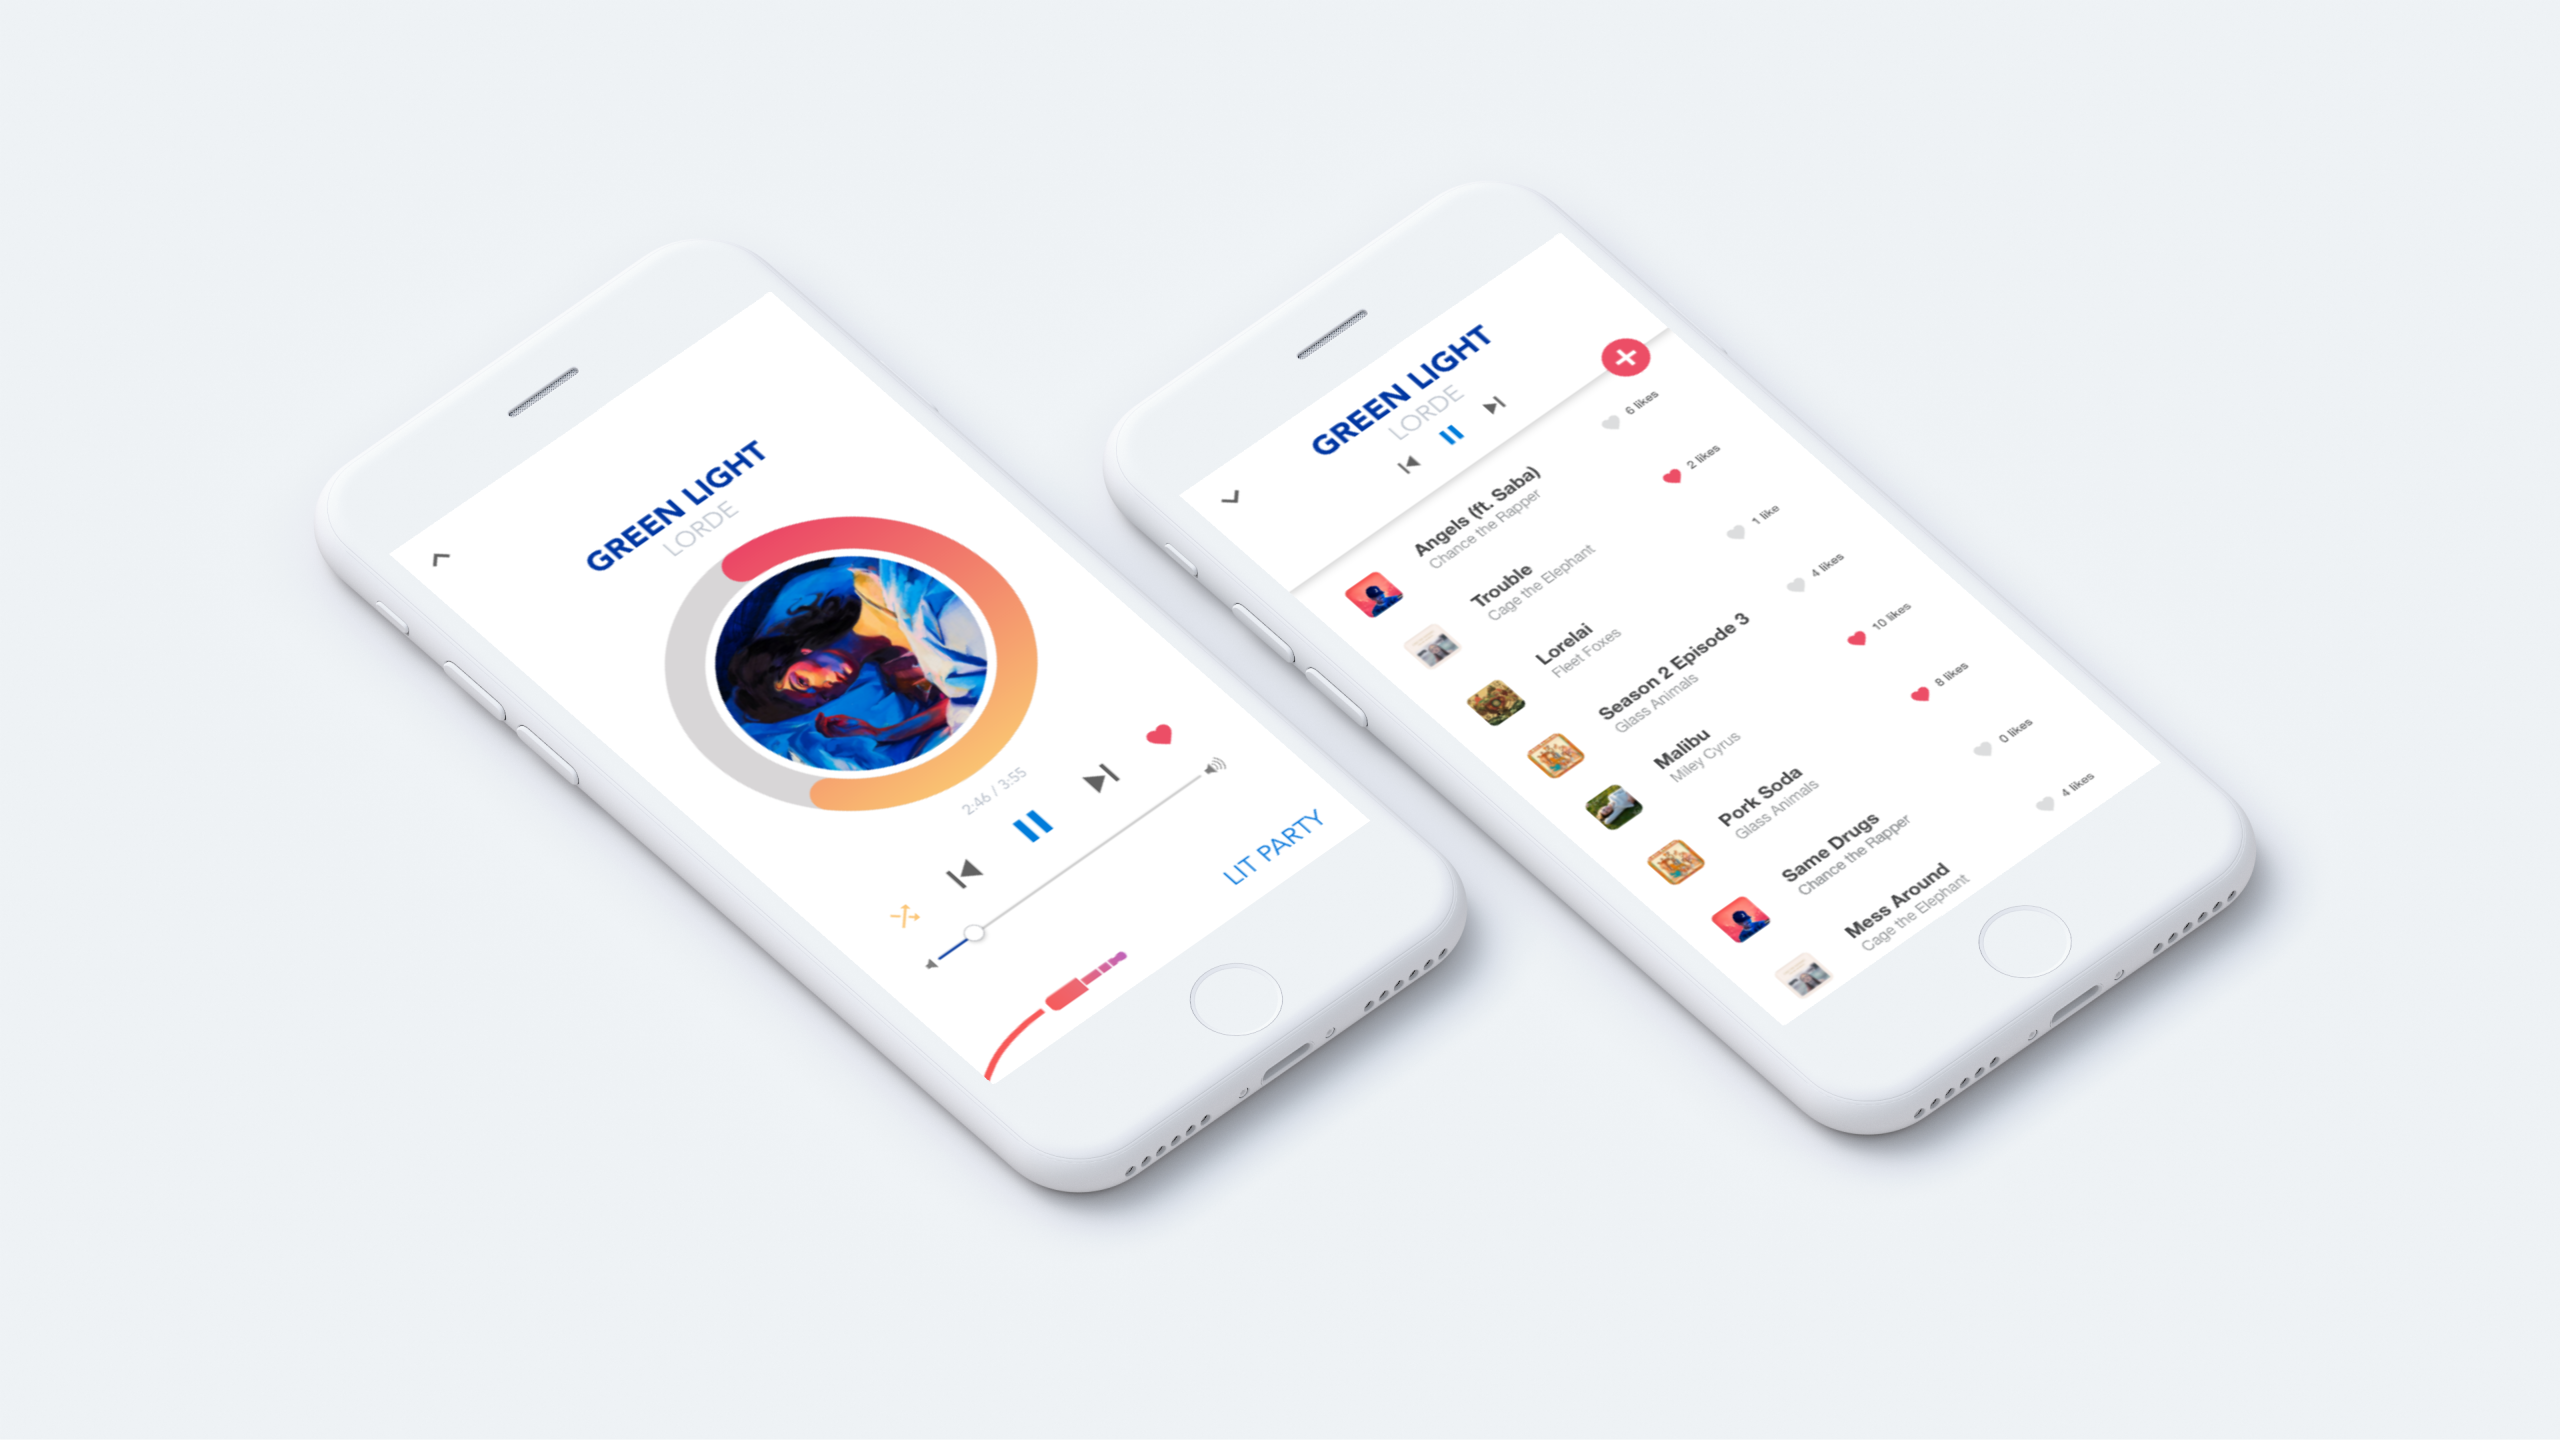 GREEN LIGHT
LORDE
2:46 / 3:55
LIT PARTY
GREEN LIGHT
LORDE
Angels (ft. Saba)
Chance the Rapper
6 likes
Trouble
Cage the Elephant
2 likes
Lorelai
Fleet Foxes
1 like
Season 2 Episode 3
Glass Animals
4 likes
Malibu
Miley Cyrus
10 likes
Pork Soda
Glass Animals
8 likes
Same Drugs
Chance the Rapper
0 likes
Mess Around
Cage the Elephant
4 likes